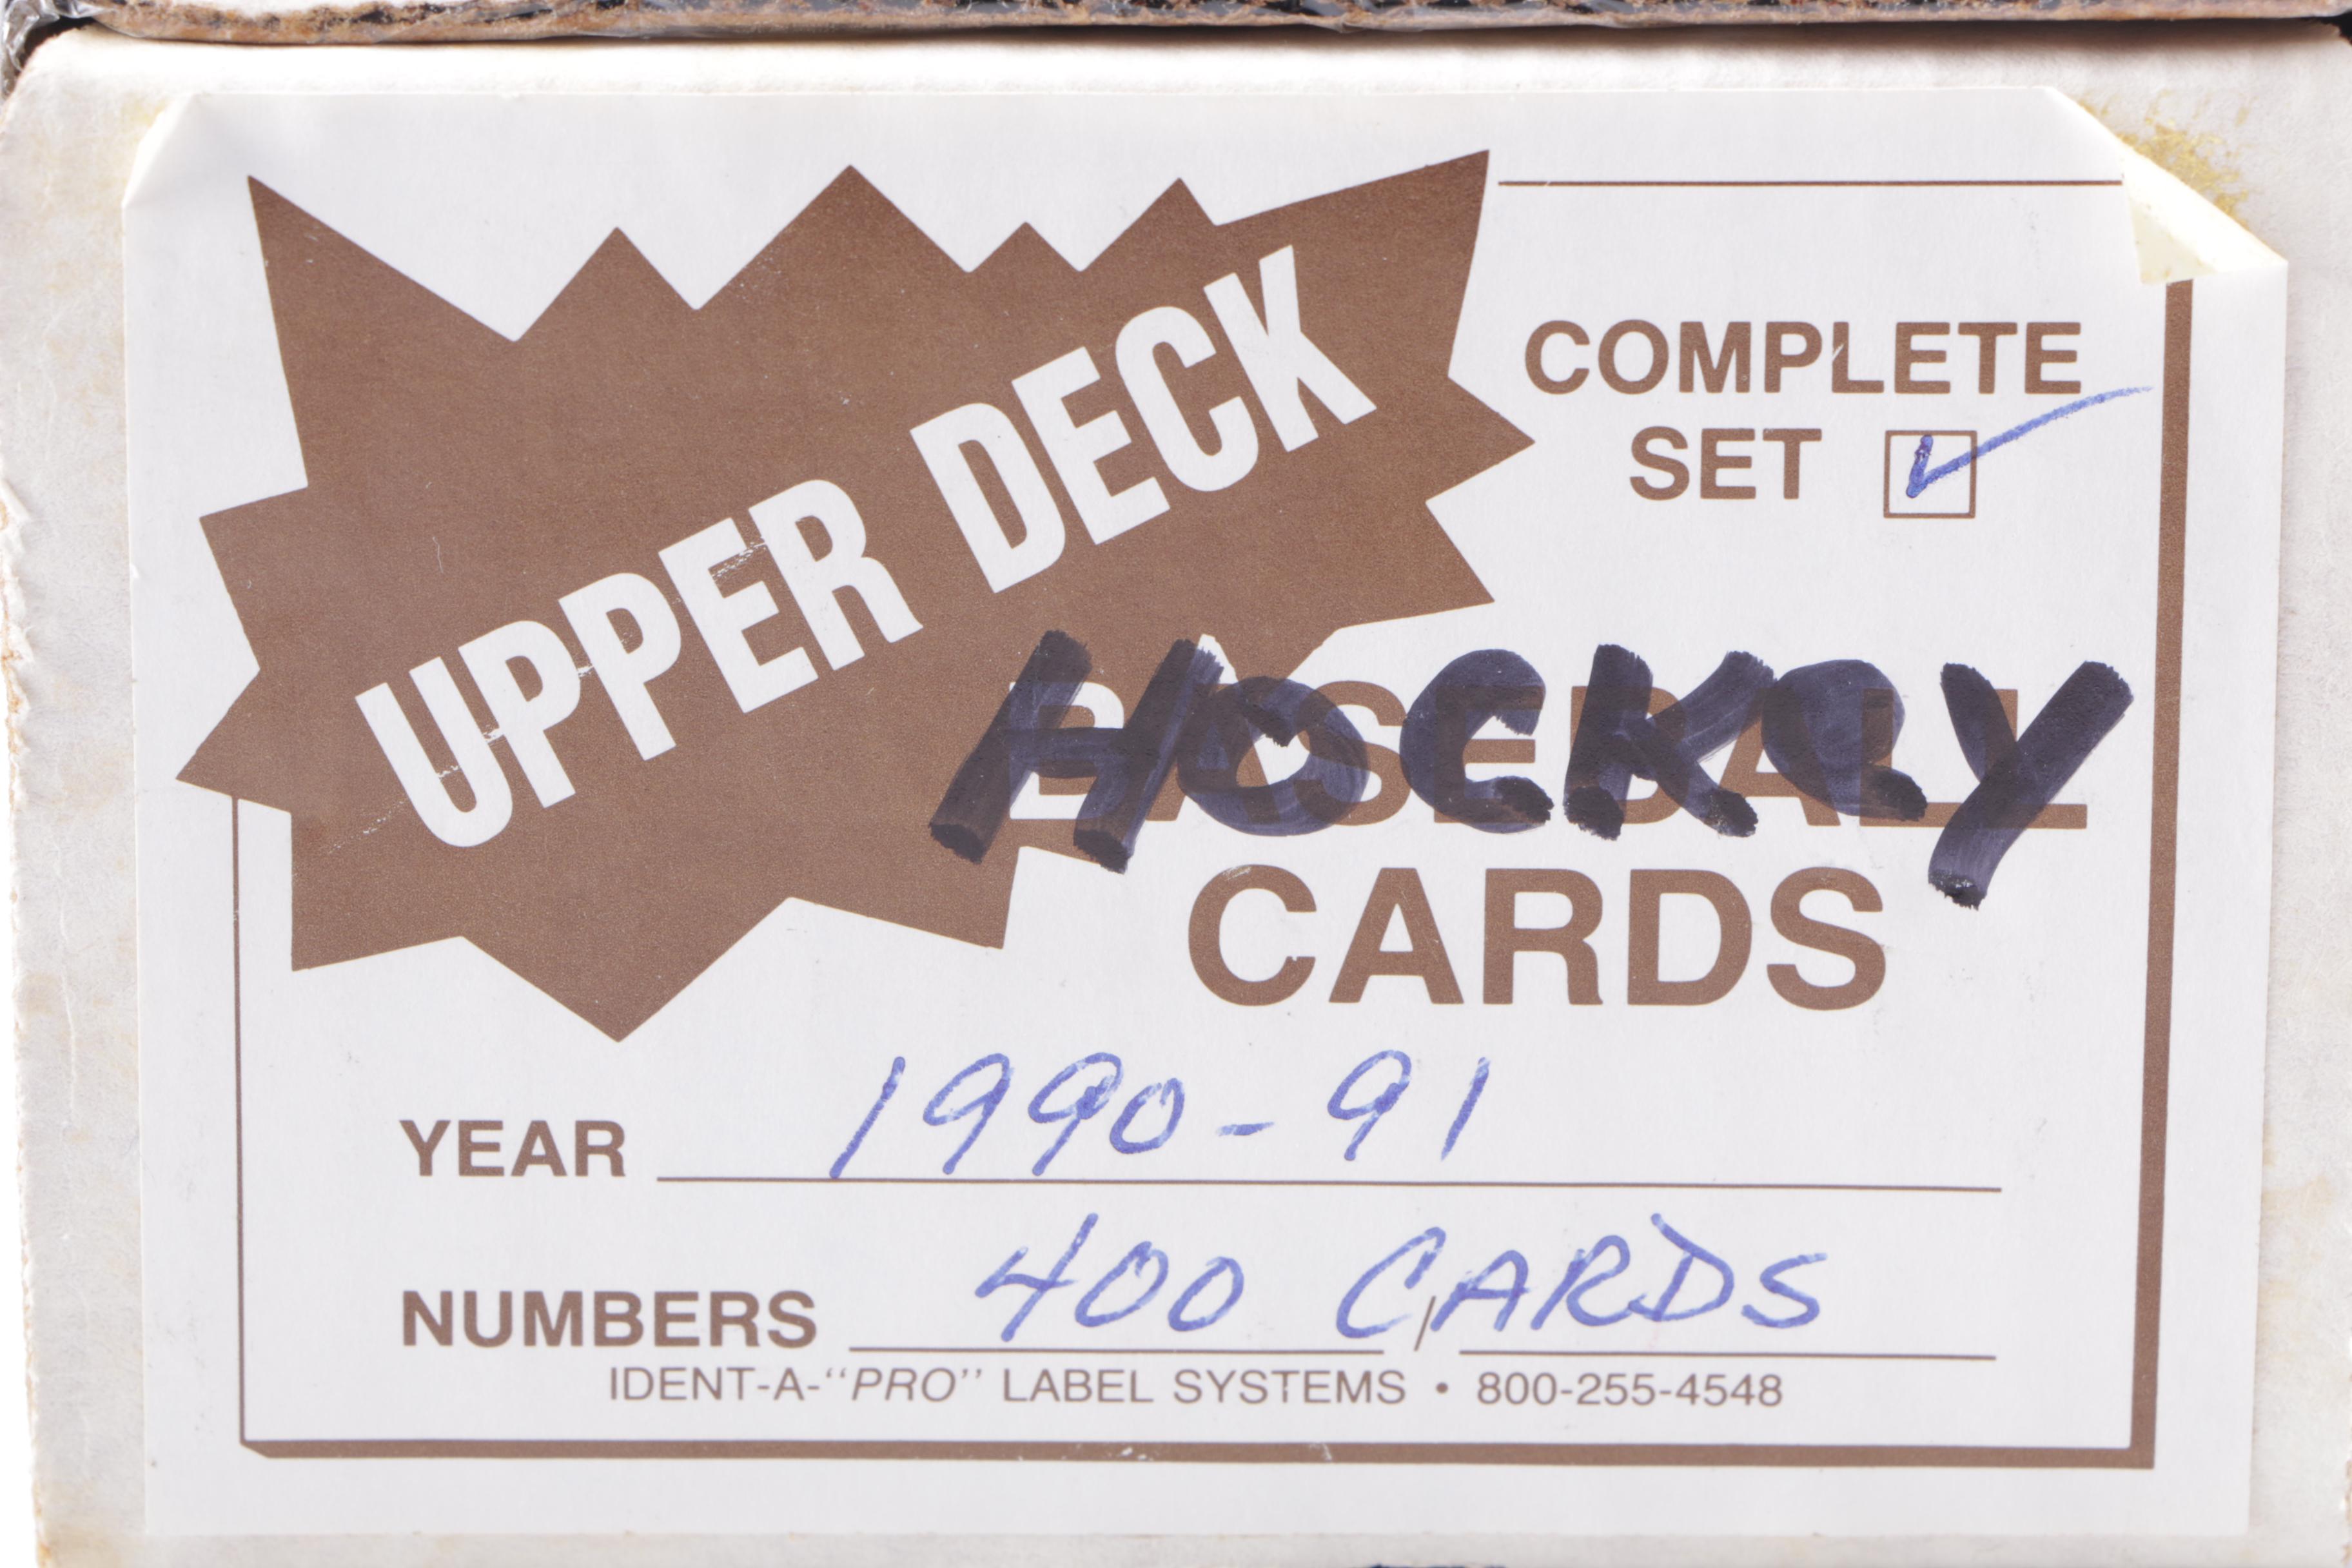 UPPER DECK
COMPLETE
SET
BASEBALL
HOCKEY
CARDS
YEAR 1990-91
NUMBERS 400 CARDS
IDENT-A-"PRO" LABEL SYSTEMS • 800-255-4548